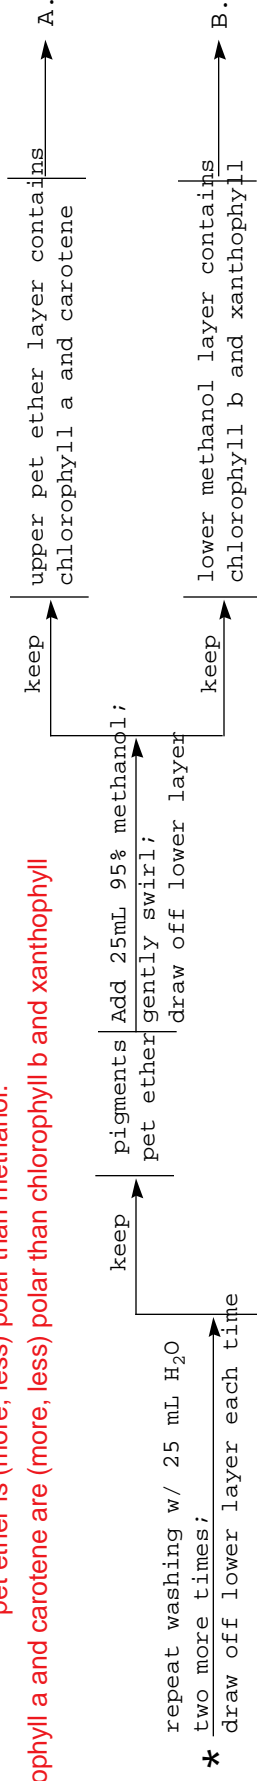 pet ether is (more, less) polar than methanol.
a and carotene are (more, less) polar than chlorophyll b and xanthophyll
*
repeat washing w/ 25 mL H₂O
two more times;
draw off lower layer each time
keep
pigments
pet ether
Add 25mL 95% methanol;
gently swirl;
draw off lower layer
keep
upper pet ether layer contains
chlorophyll a and carotene
A.
keep
lower methanol layer contains
chlorophyll b and xanthophyll
B.